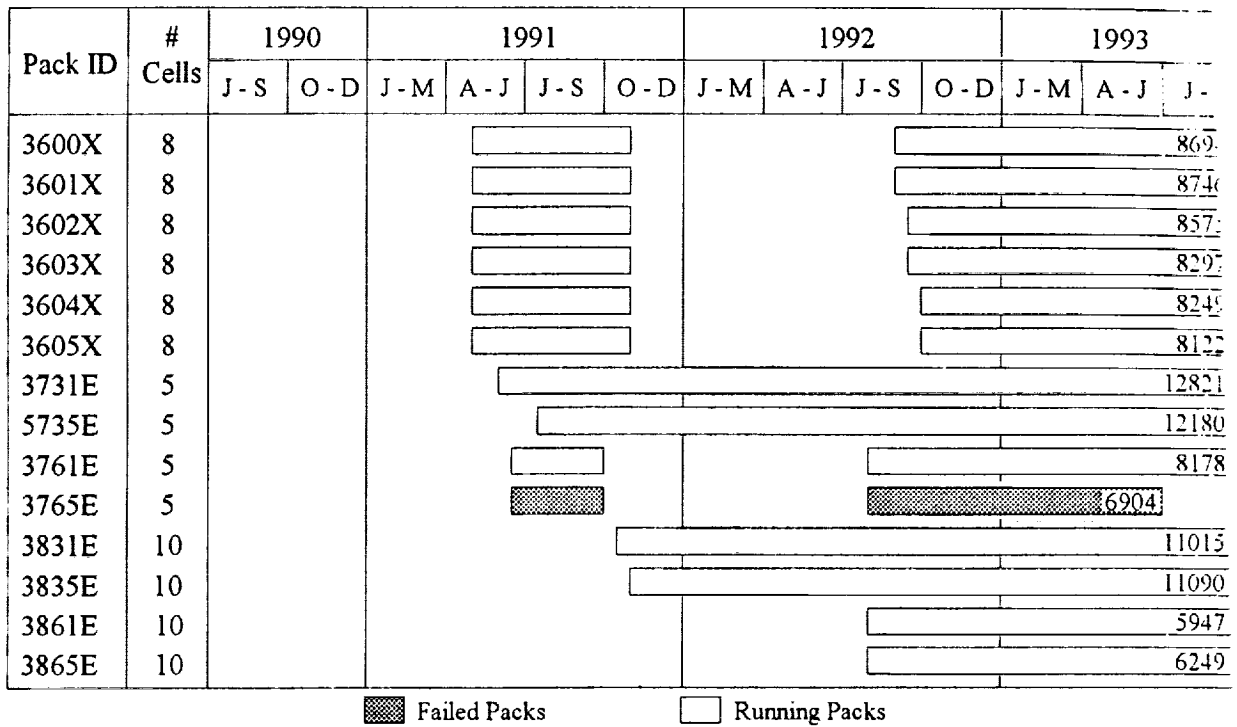 Pack ID # Cells 1990 1991 1992 1993
J - S O - D J - M A - J J - S O - D J - M A - J J - S O - D J - M A - J J -
3600X 8
3601X 8
3602X 8
3603X 8
3604X 8
3605X 8 8122
3731E 5 12821
5735E 5 12180
3761E 5 8178
3765E 5 6904
3831E 10 11015
3835E 10 11090
3861E 10 5947
3865E 10 6249
Failed Packs Running Packs